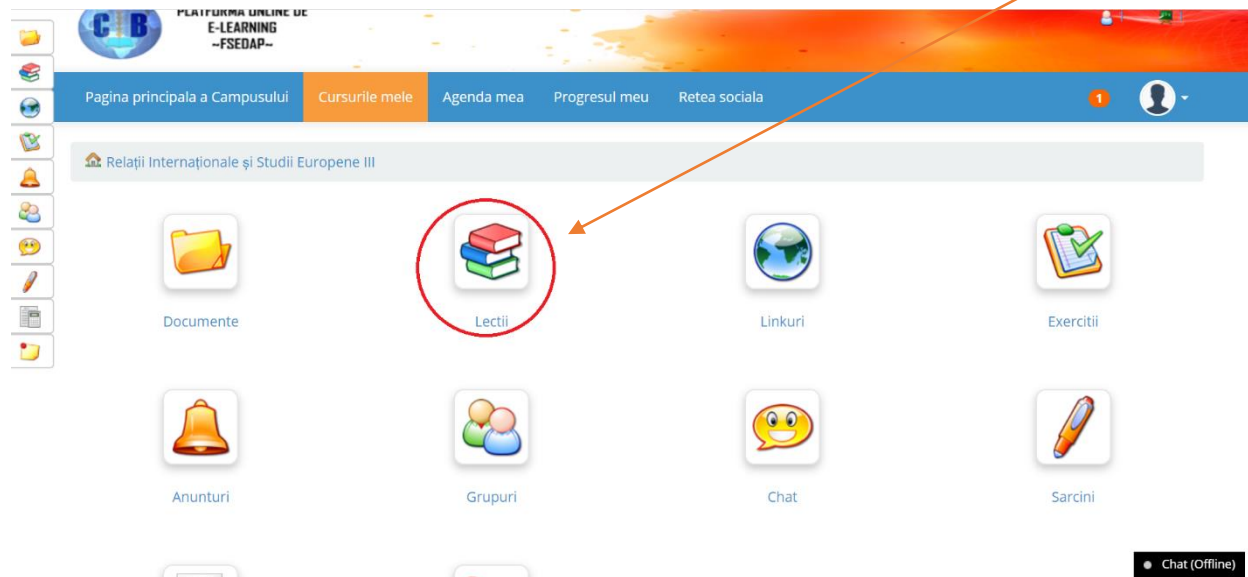 PLATFORMA ONLINE DE
E-LEARNING
~FSEDAP~
C B
Pagina principala a Campusului Cursurile mele Agenda mea Progresul meu Retea sociala 1
Relații Internaționale și Studii Europene III
Documente Lectii Linkuri Exercitii
Anunturi Grupuri Chat Sarcini
Chat (Offline)